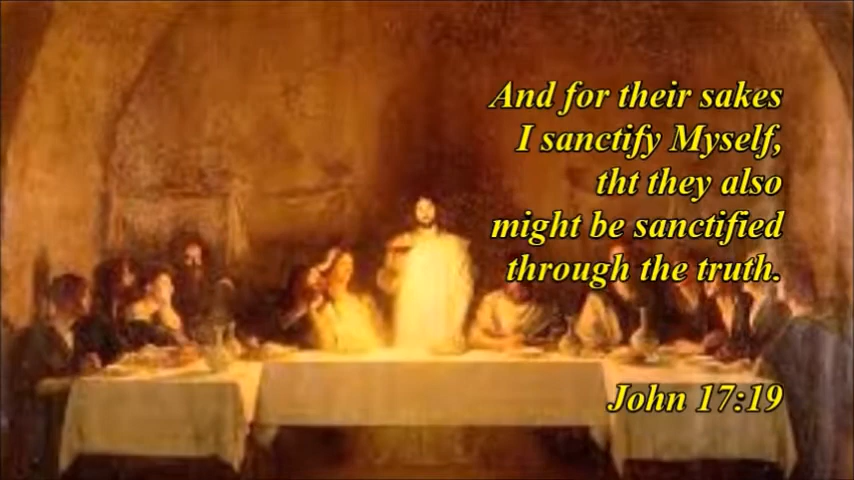 And for their sakes
I sanctify Myself,
tht they also
might be sanctified
through the truth.
John 17:19